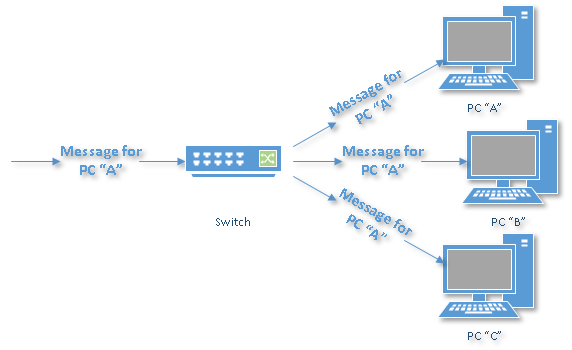 Message for
PC “A”
Switch
Message for
PC “A”
PC “A”
Message for
PC “A”
PC “B”
Message for
PC “A”
PC “C”